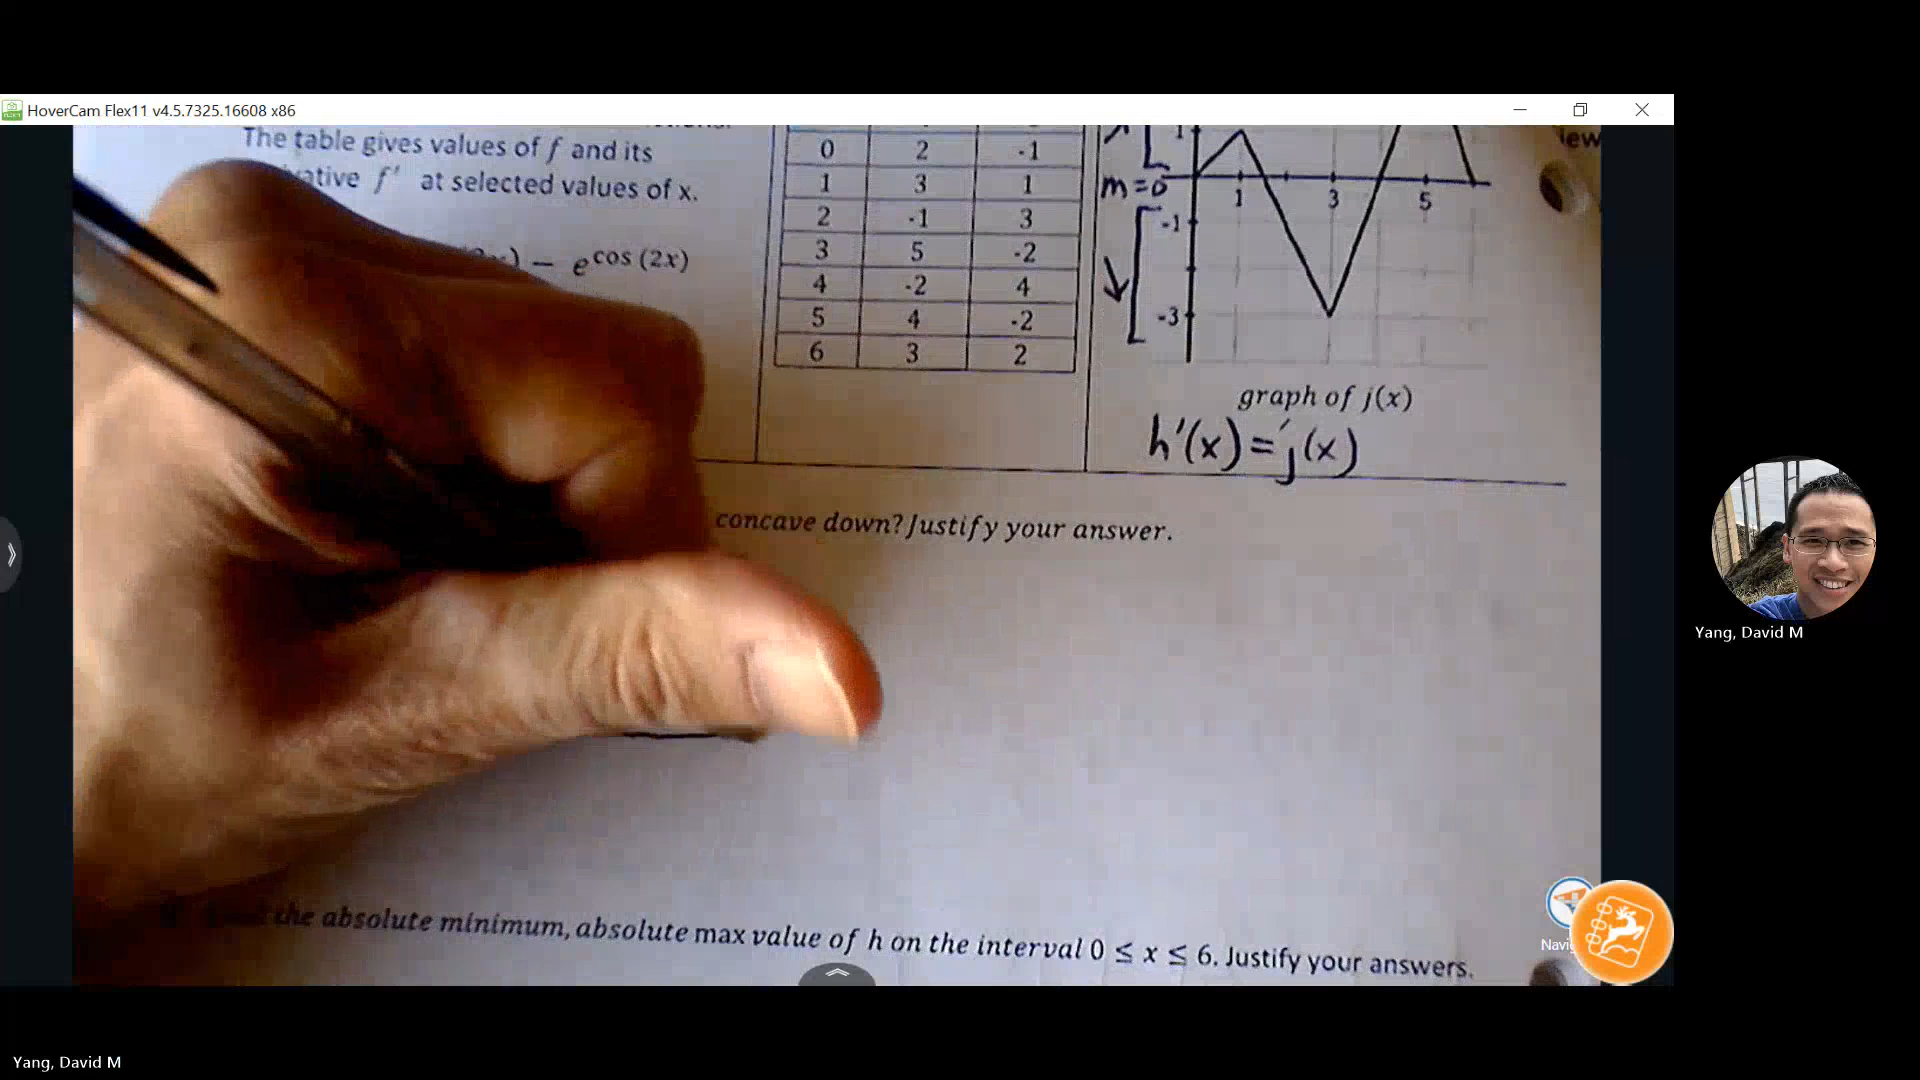 HoverCam Flex11 v4.5.7325.16608 x86
The table gives values of f and its
f' at selected values of x.
− e^cos (2x)
0 2 -1
1 3 1
2 -1 3
3 5 -2
4 -2 4
5 4 -2
6 3 2
1
m=0
1 3 5
-1
-3
graph of j(x)
h'(x)=j(x)
concave down? Justify your answer.
the absolute minimum, absolute max value of h on the interval 0 ≤ x ≤ 6. Justify your answers.
Yang, David M
Yang, David M